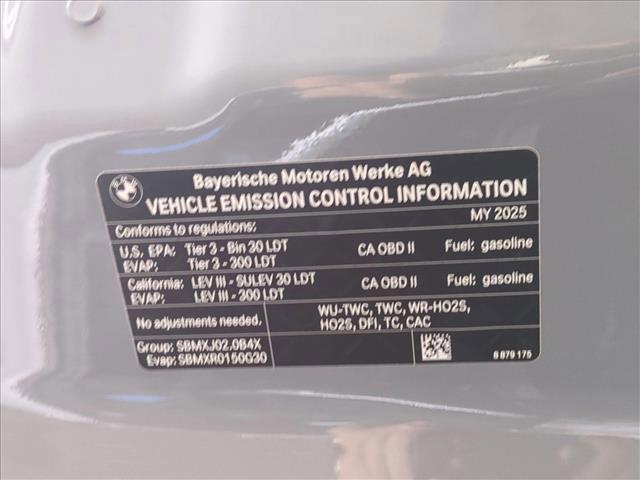 Bayerische Motoren Werke AG
VEHICLE EMISSION CONTROL INFORMATION
Conforms to regulations: MY 2025
U.S. EPA: Tier 3 - Bin 30 LDT CA OBD II Fuel: gasoline
EVAP: Tier 3 - 300 LDT
California: LEV III - SULEV 30 LDT CA OBD II Fuel: gasoline
EVAP: LEV III - 300 LDT
No adjustments needed. WU-TWC, TWC, WR-HO2S,
HO2S, DFI, TC, CAC
Group: SBMXJ02.0B4X
Evap: SBMXR0150G30
8 879 175